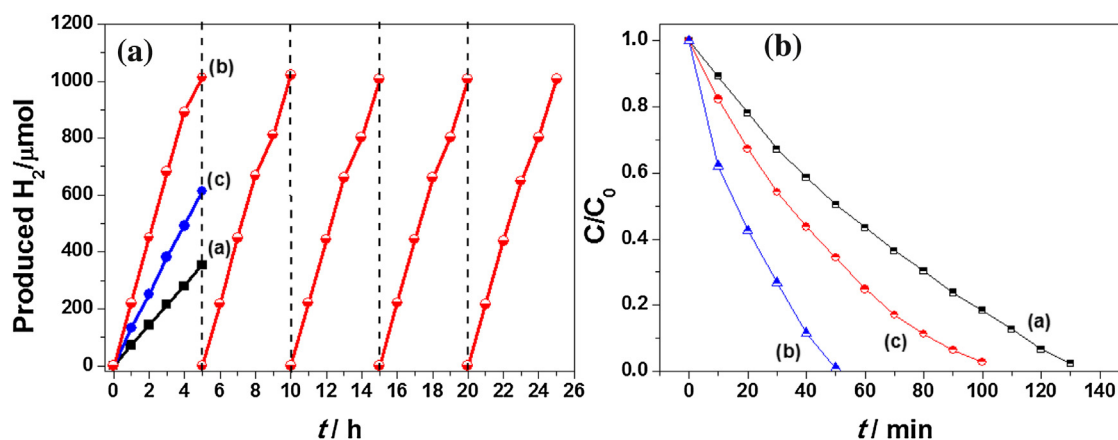 (a)
Produced H2/μmol
1200
1000
800
600
400
200
0
(b)
(c)
(a)
0 2 4 6 8 10 12 14 16 18 20 22 24 26
t / h
(b)
C/C0
1.0
0.8
0.6
0.4
0.2
0.0
(a)
(b)
(c)
0 20 40 60 80 100 120 140
t / min